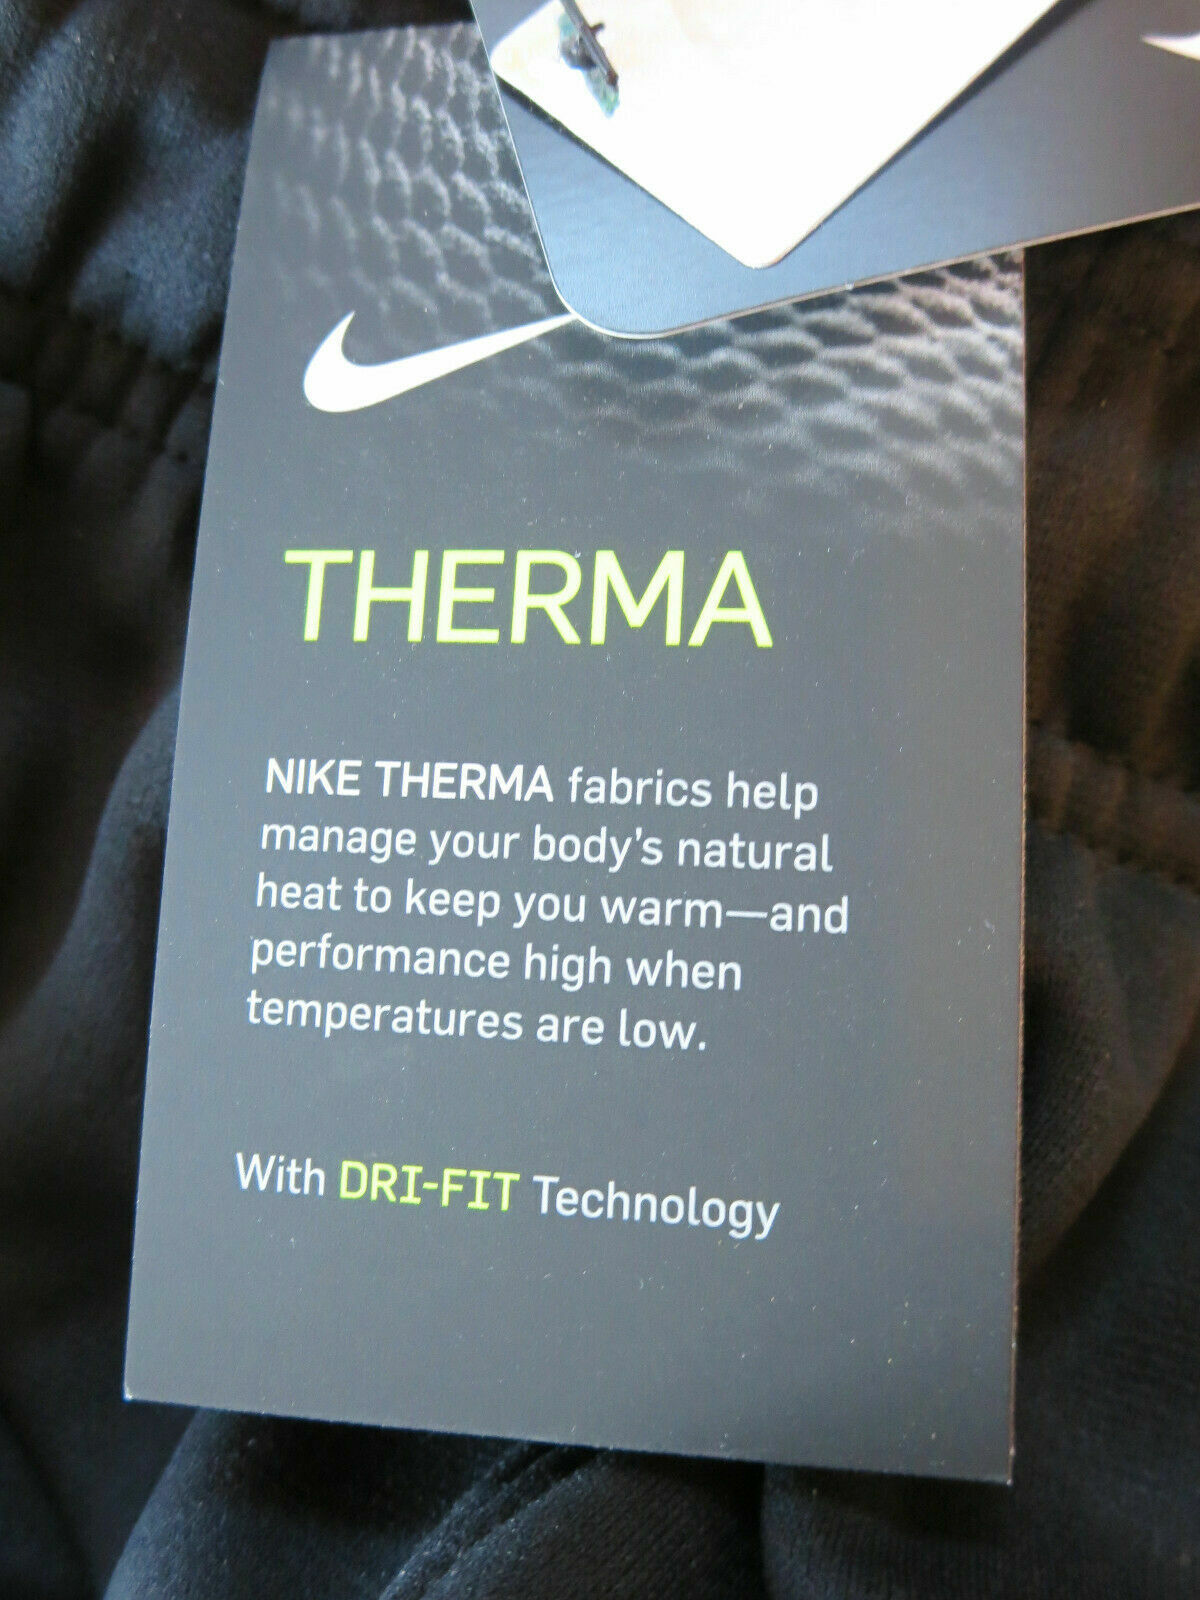 THERMA
NIKE THERMA fabrics help
manage your body's natural
heat to keep you warm—and
performance high when
temperatures are low.
With DRI-FIT Technology